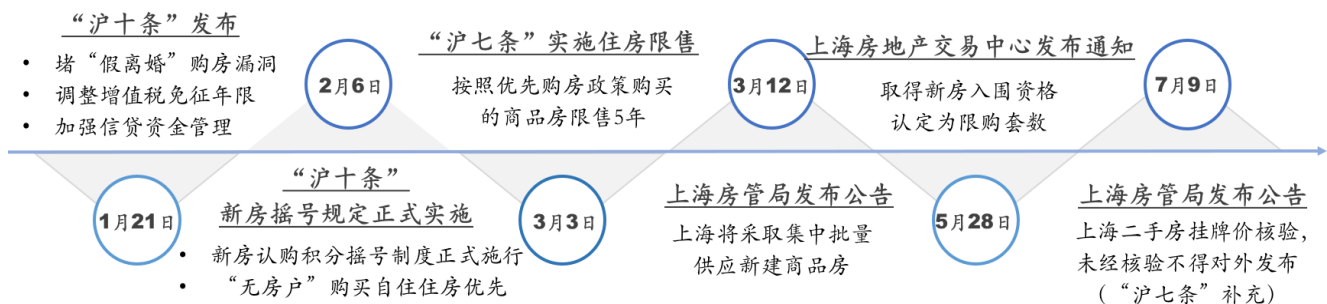 “沪十条”发布
• 堵“假离婚”购房漏洞
• 调整增值税免征年限
• 加强信贷资金管理
1月21日
2月6日
“沪十条”
新房摇号规定正式实施
• 新房认购积分摇号制度正式施行
• “无房户”购买自住住房优先
“沪七条”实施住房限售
按照优先购房政策购买
的商品房限售5年
3月3日
3月12日
上海房管局发布公告
上海将采取集中批量
供应新建商品房
上海房地产交易中心发布通知
取得新房入围资格
认定为限购套数
5月28日
7月9日
上海房管局发布公告
上海二手房挂牌价核验,
未经核验不得对外发布
(“沪七条”补充)